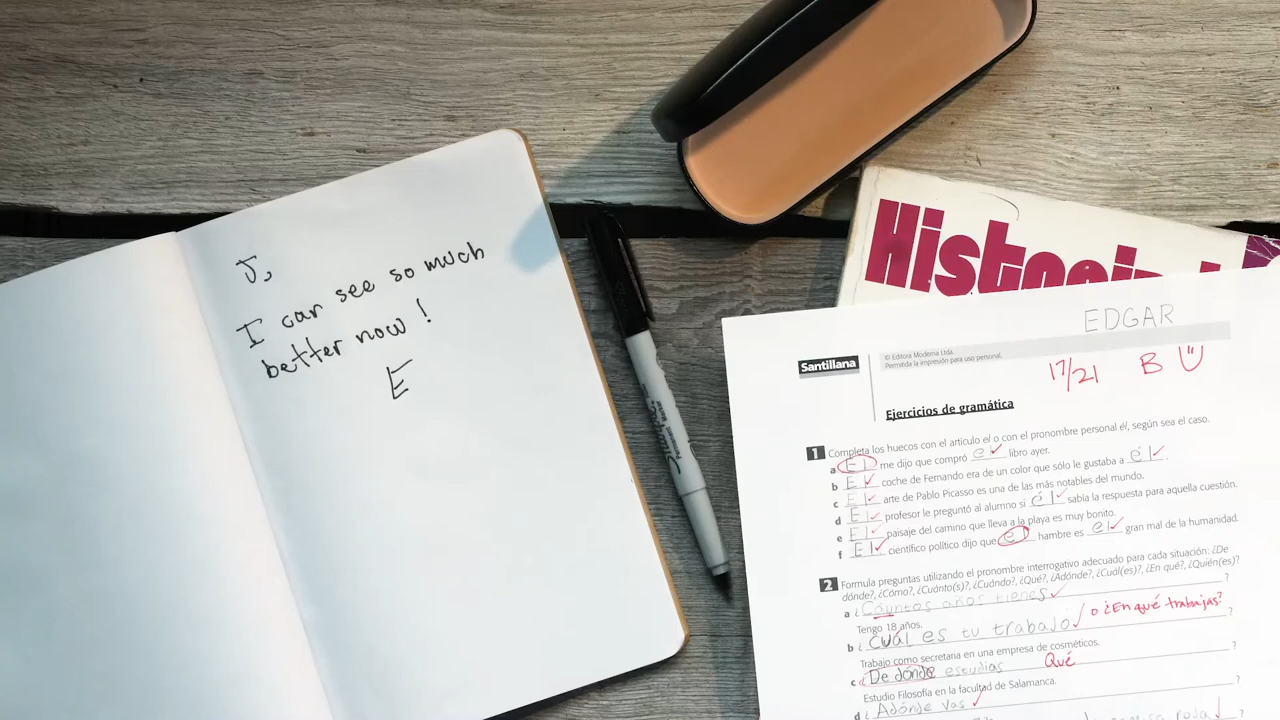 J,
I can see so much
better now!
E
Sharpie
Permanent Marker
Historia
EDGAR
Santillana
© Editora Moderna Ltda.
Permitida la impresión para uso personal.
17/21 B
Ejercicios de gramática
1 Completa los huecos con el artículo el o con el pronombre personal él, según sea el caso.
a El me dijo que compró el libro ayer.
b El coche de Fernando era de un color que sólo le gustaba a él.
c El arte de Pablo Picasso es una de las más notables del mundo.
d El profesor le preguntó al alumno si él sabía la respuesta para aquella cuestión.
e El paisaje del camino que lleva a la playa es muy bonito.
f El científico político dijo que el hambre es el gran mal de la humanidad.
2 Formula preguntas utilizando el pronombre interrogativo adecuado para cada situación: ¿De
dónde?, ¿Cómo?, ¿Cuánto(s)?, ¿Cuándo?, ¿Qué?, ¿Adónde?, ¿Cuál(es)?, ¿En qué?, ¿Quién(es)?
a ¿Cuántos años tienes?
Tengo 18 años.
b ¿Cuál es tu trabajo o ¿En qué trabajas?
?
Trabajo como secretaria en una empresa de cosméticos.
c ¿De dónde estudias Qué ?
Estudio Filosofía en la facultad de Salamanca.
d ¿Adónde vas ?